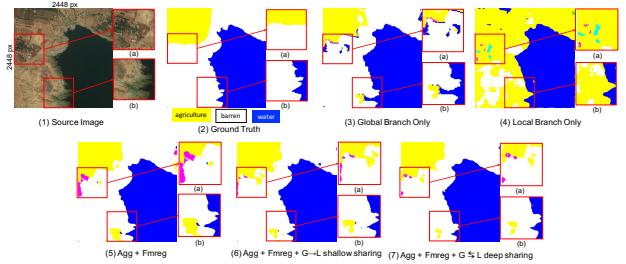 2448 px
2448 px
(a)
(b)
(1) Source Image
(a)
(b)
agriculture
barren
water
(2) Ground Truth
(a)
(b)
(3) Global Branch Only
(a)
(b)
(4) Local Branch Only
(a)
(b)
(5) Agg + Fmreg
(a)
(b)
(6) Agg + Fmreg + G→L shallow sharing
(a)
(b)
(7) Agg + Fmreg + G ⇆ L deep sharing